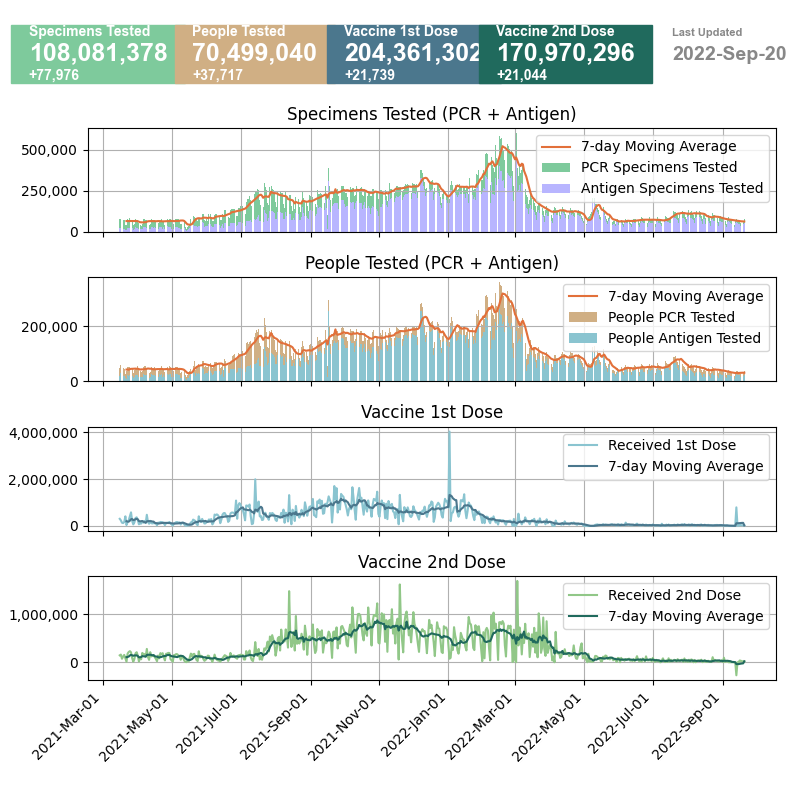 Specimens Tested
108,081,378
+77,976
People Tested
70,499,040
+37,717
Vaccine 1st Dose
204,361,302
+21,739
Vaccine 2nd Dose
170,970,296
+21,044
Last Updated
2022-Sep-20
Specimens Tested (PCR + Antigen)
500,000
250,000
0
7-day Moving Average
PCR Specimens Tested
Antigen Specimens Tested
People Tested (PCR + Antigen)
200,000
0
7-day Moving Average
People PCR Tested
People Antigen Tested
Vaccine 1st Dose
4,000,000
2,000,000
0
Received 1st Dose
7-day Moving Average
Vaccine 2nd Dose
1,000,000
0
Received 2nd Dose
7-day Moving Average
2021-Mar-01
2021-May-01
2021-Jul-01
2021-Sep-01
2021-Nov-01
2022-Jan-01
2022-Mar-01
2022-May-01
2022-Jul-01
2022-Sep-01